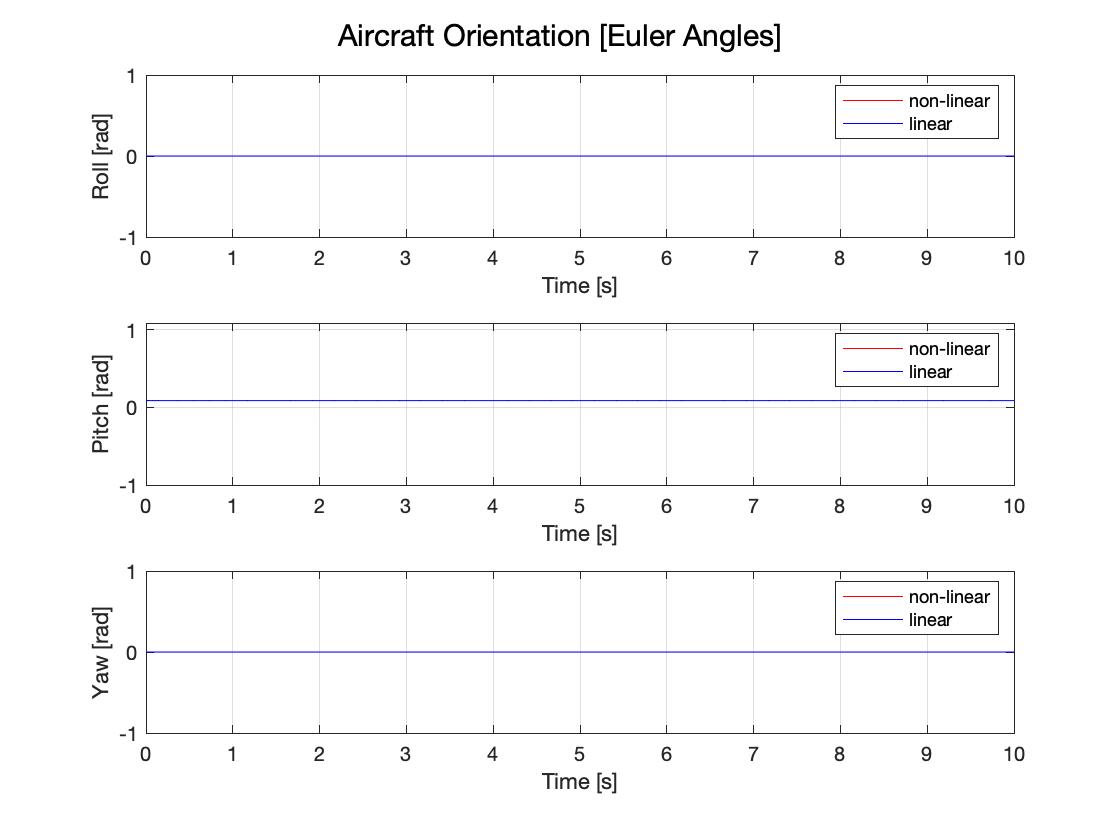 Aircraft Orientation [Euler Angles]
1
0
-1
Roll [rad]
non-linear
linear
0 1 2 3 4 5 6 7 8 9 10
Time [s]
1
0
-1
Pitch [rad]
non-linear
linear
0 1 2 3 4 5 6 7 8 9 10
Time [s]
1
0
-1
Yaw [rad]
non-linear
linear
0 1 2 3 4 5 6 7 8 9 10
Time [s]